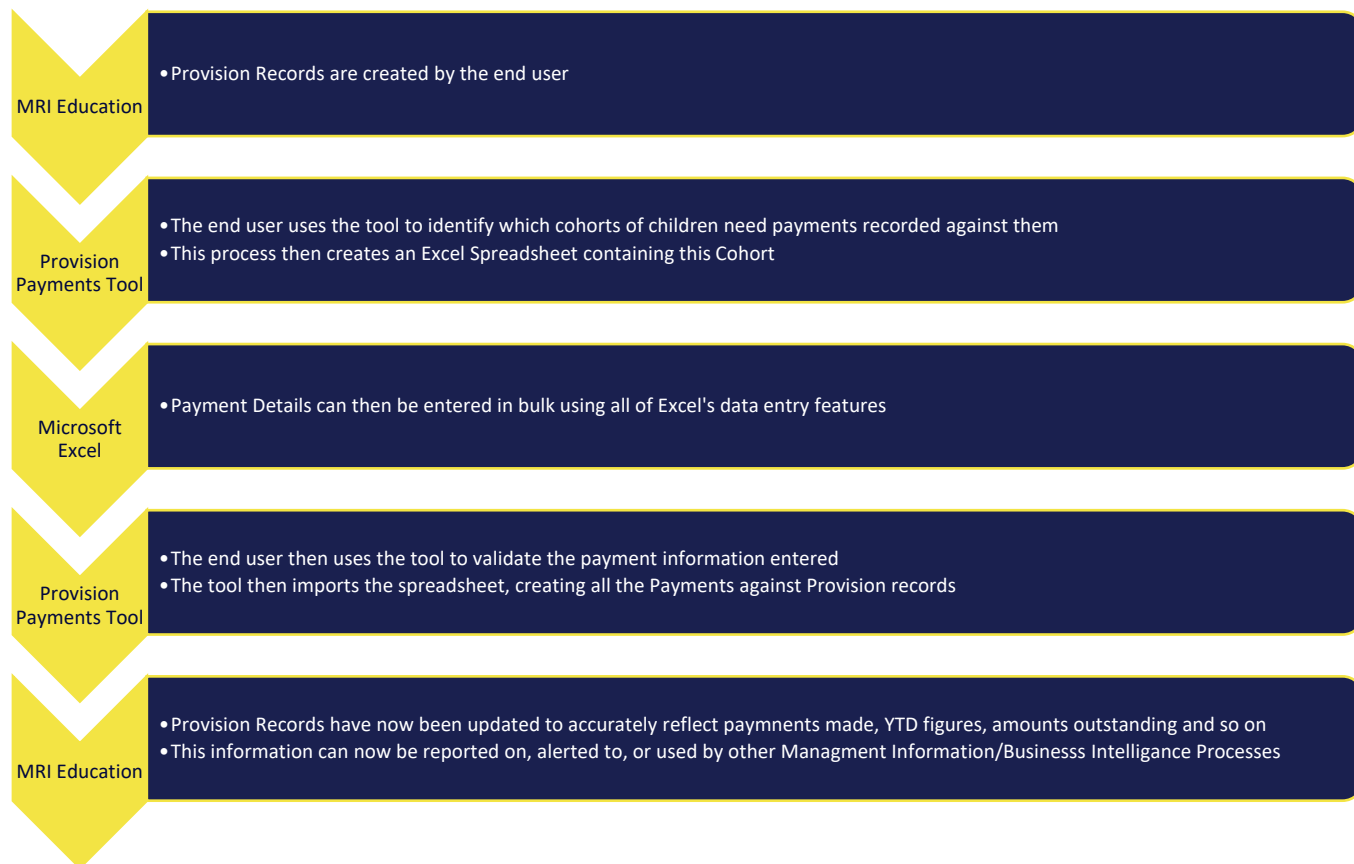 MRI Education
•Provision Records are created by the end user
Provision
Payments Tool
•The end user uses the tool to identify which cohorts of children need payments recorded against them
•This process then creates an Excel Spreadsheet containing this Cohort
Microsoft
Excel
•Payment Details can then be entered in bulk using all of Excel's data entry features
Provision
Payments Tool
•The end user then uses the tool to validate the payment information entered
•The tool then imports the spreadsheet, creating all the Payments against Provision records
MRI Education
•Provision Records have now been updated to accurately reflect paymnents made, YTD figures, amounts outstanding and so on
•This information can now be reported on, alerted to, or used by other Managment Information/Businesss Intelligance Processes